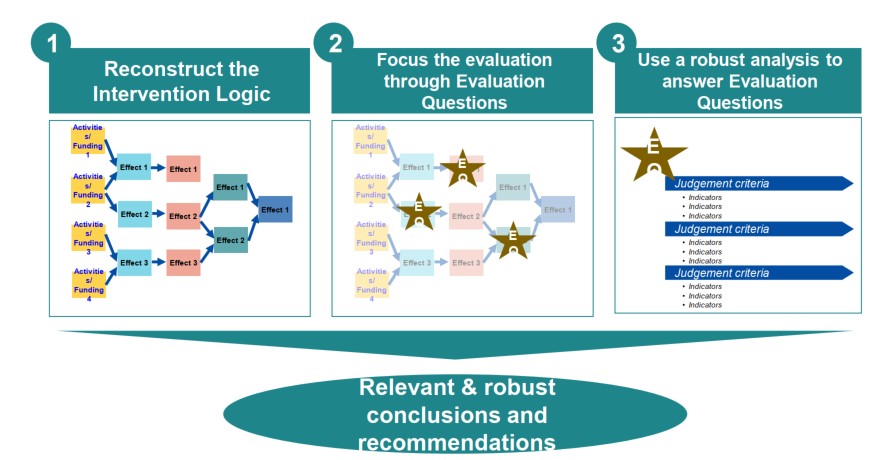 1
Reconstruct the
Intervention Logic
2
Focus the evaluation
through Evaluation
Questions
3
Use a robust analysis to
answer Evaluation
Questions
Activitie
s/
Funding
1
Activitie
s/
Funding
2
Activitie
s/
Funding
3
Activitie
s/
Funding
4
Effect 1
Effect 2
Effect 3
Effect 1
Effect 2
Effect 3
Effect 1
Effect 2
Effect 1
Activitie
s/
Funding
1
Activitie
s/
Funding
2
Activitie
s/
Funding
3
Activitie
s/
Funding
4
Effect 1
Effect 3
Effect 2
Effect 3
Effect 1
Effect 1
E
Q
E
Q
E
Q
E
Q
Judgement criteria
• Indicators
• Indicators
• Indicators
Judgement criteria
• Indicators
• Indicators
• Indicators
Judgement criteria
• Indicators
• Indicators
• Indicators
Relevant & robust
conclusions and
recommendations